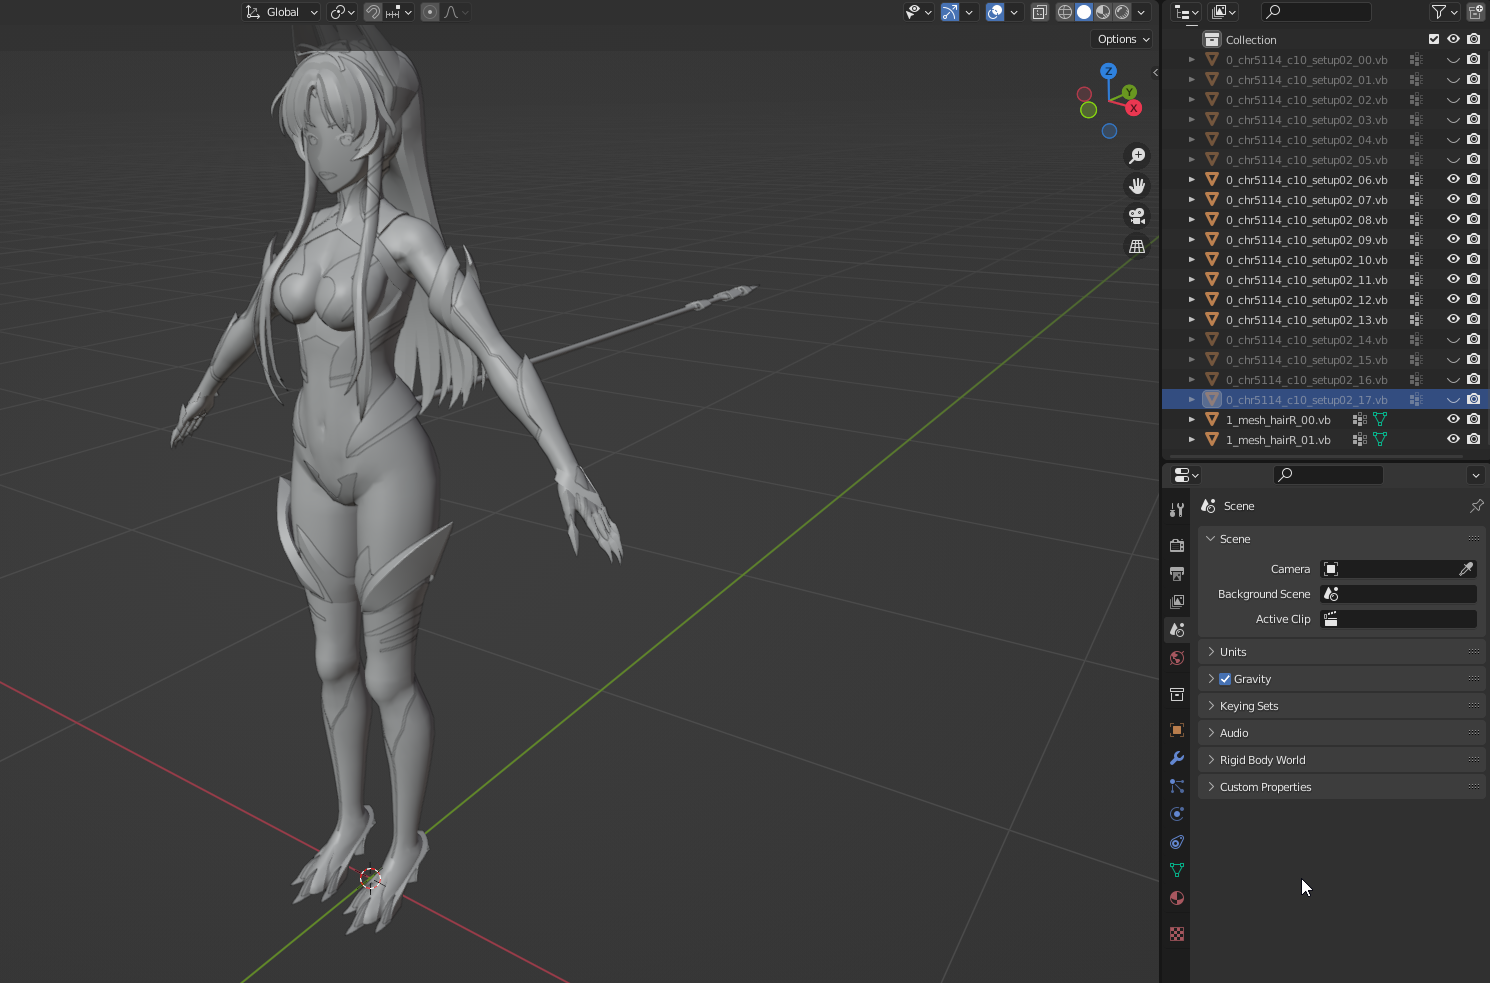 Global
Options
Z
Y
X
Collection
0_chr5114_c10_setup02_00.vb
0_chr5114_c10_setup02_01.vb
0_chr5114_c10_setup02_02.vb
0_chr5114_c10_setup02_03.vb
0_chr5114_c10_setup02_04.vb
0_chr5114_c10_setup02_05.vb
0_chr5114_c10_setup02_06.vb
0_chr5114_c10_setup02_07.vb
0_chr5114_c10_setup02_08.vb
0_chr5114_c10_setup02_09.vb
0_chr5114_c10_setup02_10.vb
0_chr5114_c10_setup02_11.vb
0_chr5114_c10_setup02_12.vb
0_chr5114_c10_setup02_13.vb
0_chr5114_c10_setup02_14.vb
0_chr5114_c10_setup02_15.vb
0_chr5114_c10_setup02_16.vb
0_chr5114_c10_setup02_17.vb
1_mesh_hairR_00.vb
1_mesh_hairR_01.vb
Scene
Scene
Camera
Background Scene
Active Clip
Units
Gravity
Keying Sets
Audio
Rigid Body World
Custom Properties